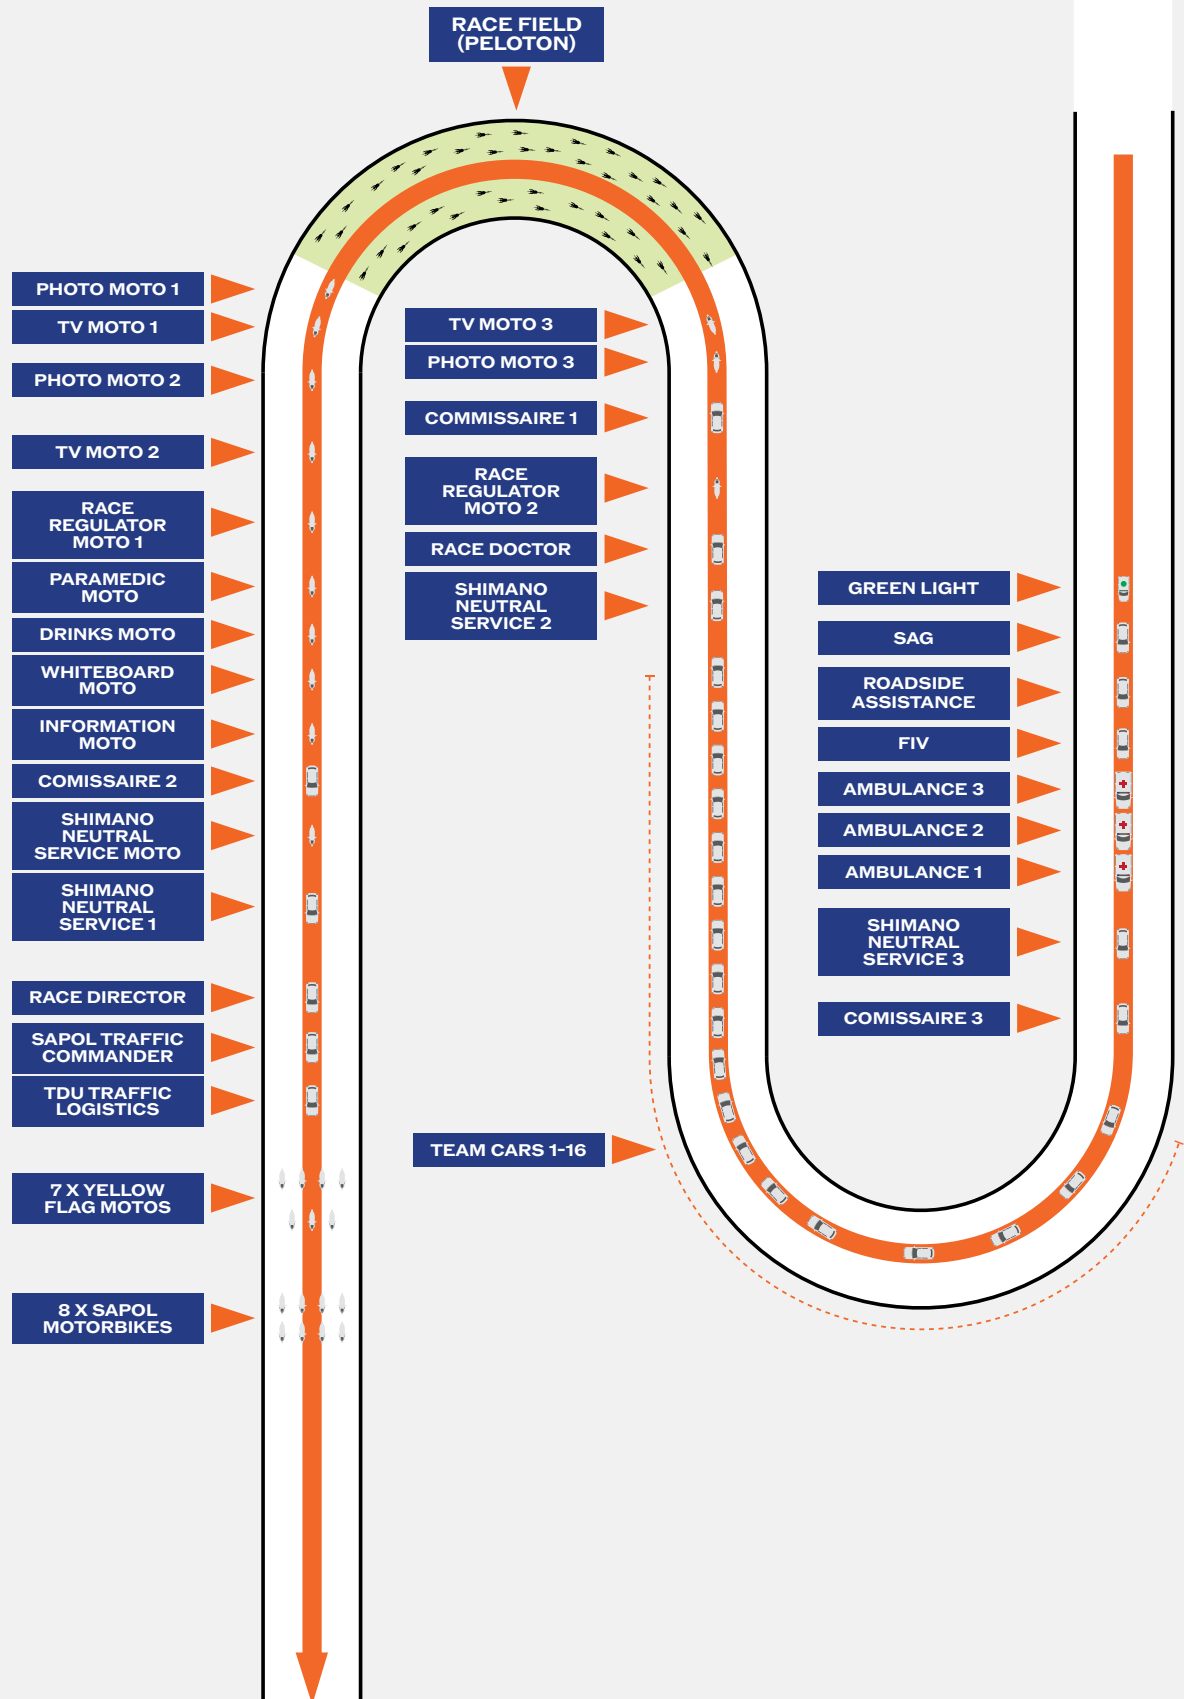 RACE FIELD
(PELOTON)
PHOTO MOTO 1
TV MOTO 1
PHOTO MOTO 2
TV MOTO 2
RACE
REGULATOR
MOTO 1
PARAMEDIC
MOTO
DRINKS MOTO
WHITEBOARD
MOTO
INFORMATION
MOTO
COMISSAIRE 2
SHIMANO
NEUTRAL
SERVICE MOTO
SHIMANO
NEUTRAL
SERVICE 1
RACE DIRECTOR
SAPOL TRAFFIC
COMMANDER
TDU TRAFFIC
LOGISTICS
7 X YELLOW
FLAG MOTOS
8 X SAPOL
MOTORBIKES
TV MOTO 3
PHOTO MOTO 3
COMMISSAIRE 1
RACE
REGULATOR
MOTO 2
RACE DOCTOR
SHIMANO
NEUTRAL
SERVICE 2
TEAM CARS 1-16
GREEN LIGHT
SAG
ROADSIDE
ASSISTANCE
FIV
AMBULANCE 3
AMBULANCE 2
AMBULANCE 1
SHIMANO
NEUTRAL
SERVICE 3
COMISSAIRE 3